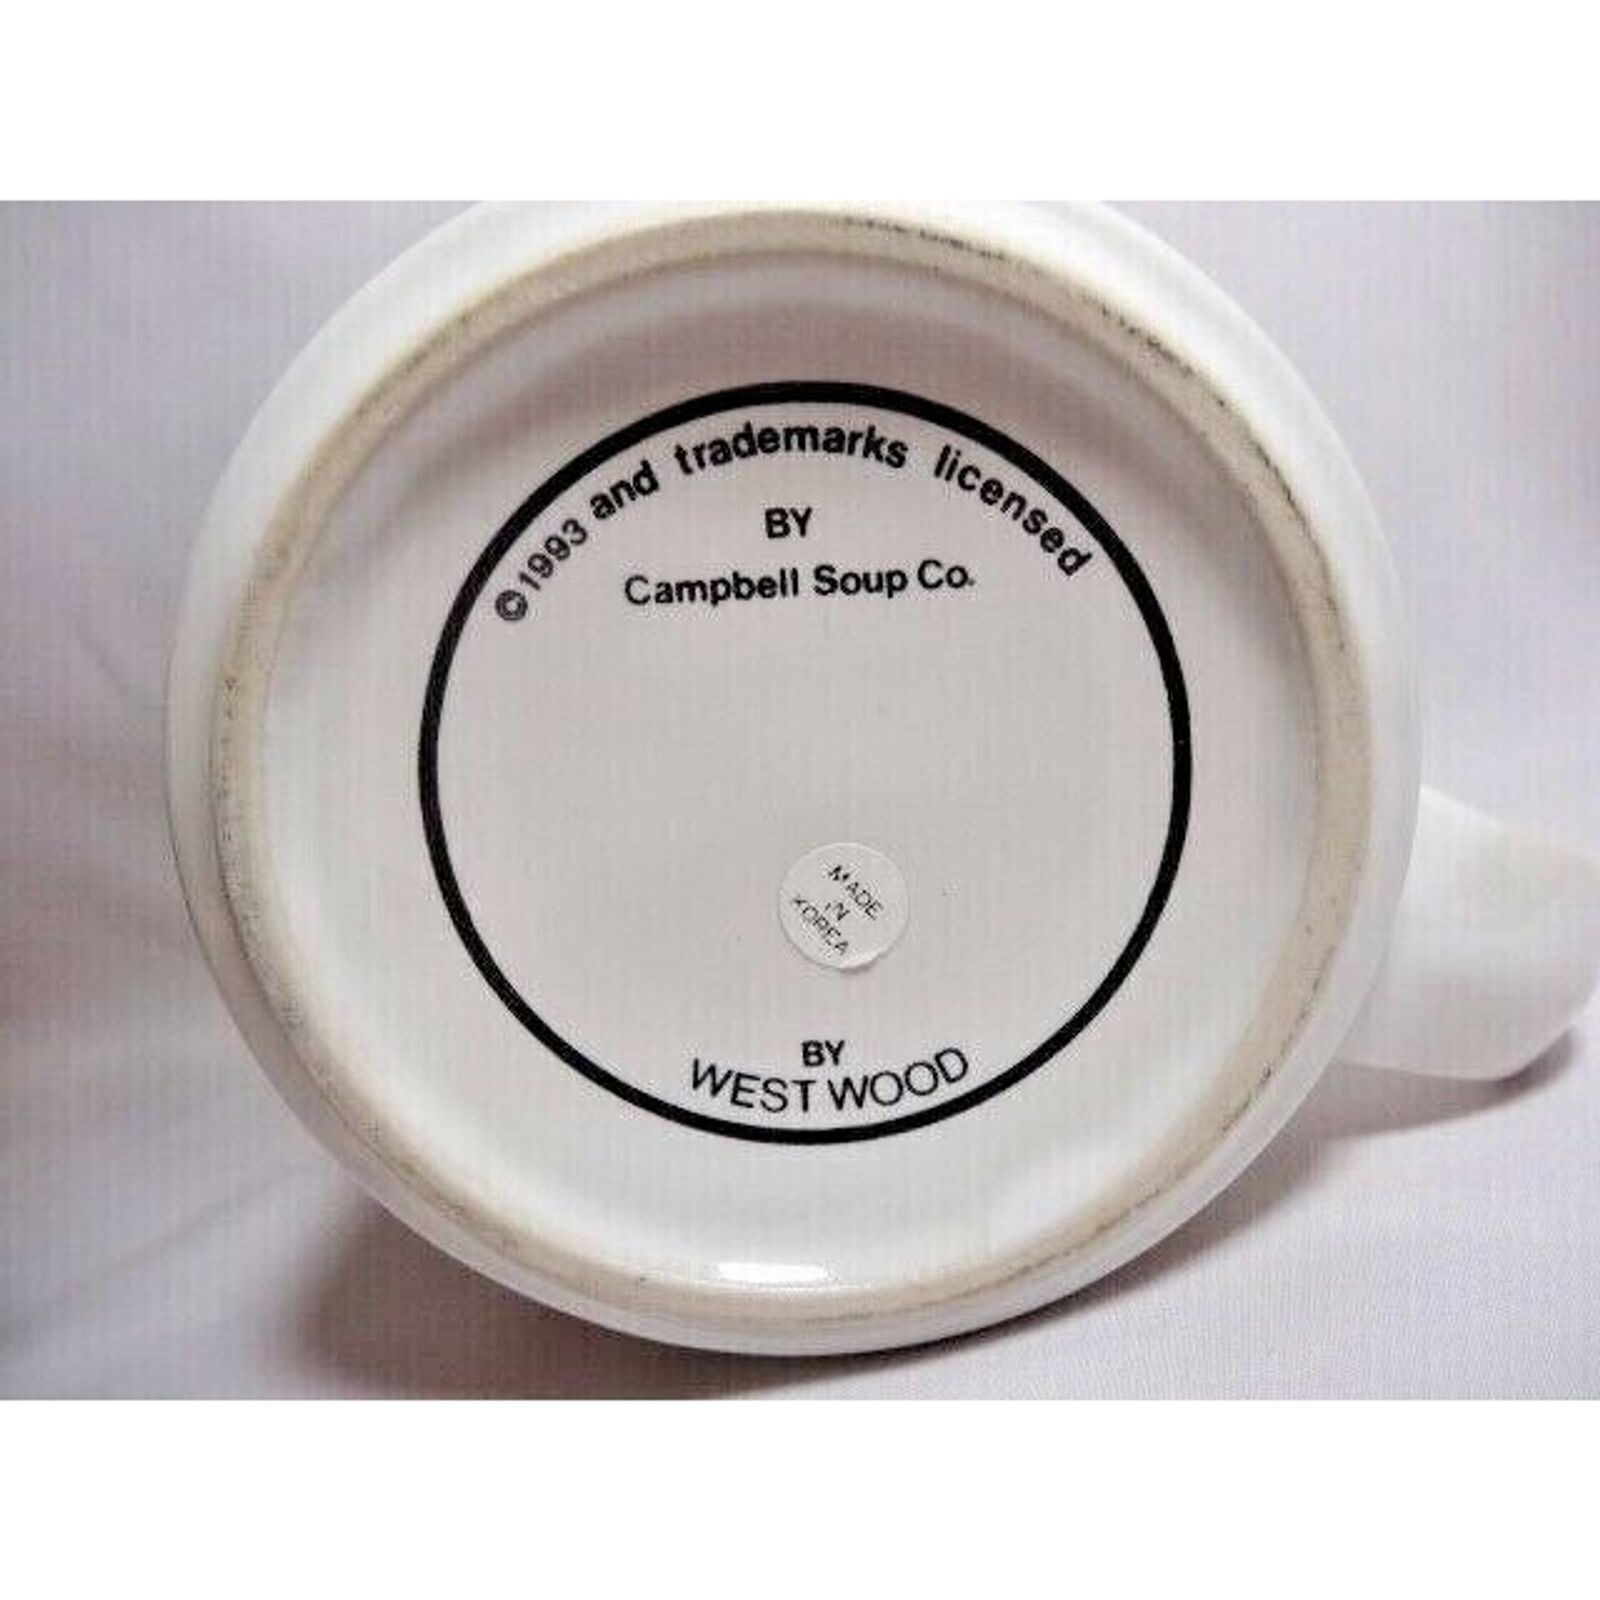 ©1993 and trademarks licensed
BY
Campbell Soup Co.
MADE
IN
KOREA
BY
WEST WOOD